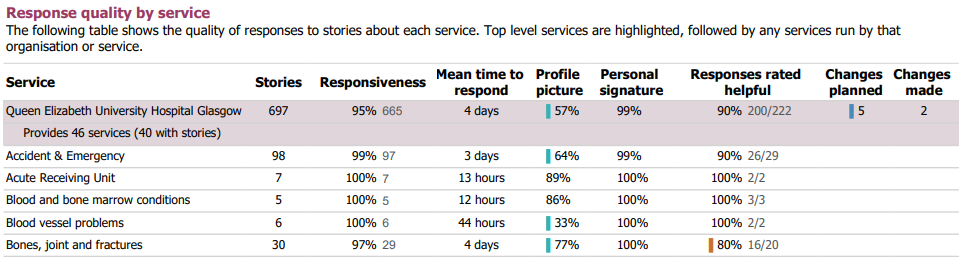 Response quality by service
The following table shows the quality of responses to stories about each service. Top level services are highlighted, followed by any services run by that
organisation or service.
Service Stories Responsiveness Mean time to respond Profile picture Personal signature Responses rated helpful Changes planned Changes made
Queen Elizabeth University Hospital Glasgow 697 95% 665 4 days 57% 99% 90% 200/222 5 2
Provides 46 services (40 with stories)
Accident & Emergency 98 99% 97 3 days 64% 99% 90% 26/29
Acute Receiving Unit 7 100% 7 13 hours 89% 100% 100% 2/2
Blood and bone marrow conditions 5 100% 5 12 hours 86% 100% 100% 3/3
Blood vessel problems 6 100% 6 44 hours 33% 100% 100% 2/2
Bones, joint and fractures 30 97% 29 4 days 77% 100% 80% 16/20